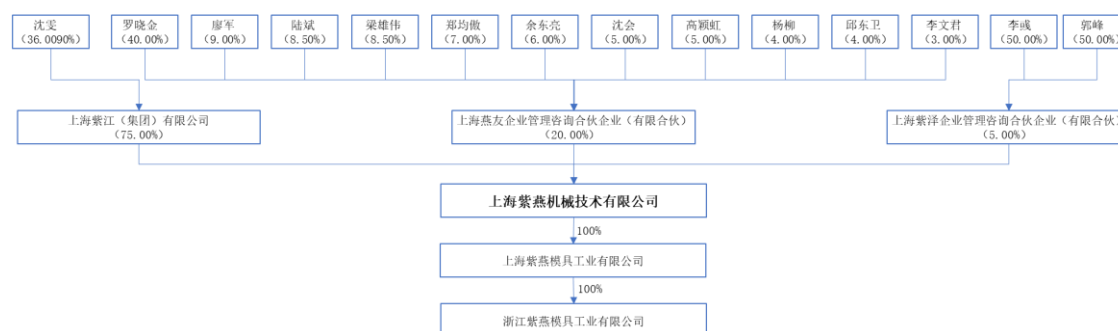 沈雯
（36.0090%）
罗晓金
（40.00%）
廖军
（9.00%）
陆斌
（8.50%）
梁雄伟
（8.50%）
郑均傲
（7.00%）
余东亮
（6.00%）
沈会
（5.00%）
高颖虹
（5.00%）
杨柳
（4.00%）
邱东卫
（4.00%）
李文君
（3.00%）
李彧
（50.00%）
郭峰
（50.00%）
上海紫江（集团）有限公司
（75.00%）
上海燕友企业管理咨询合伙企业（有限合伙）
（20.00%）
上海紫泽企业管理咨询合伙企业（有限合伙）
（5.00%）
上海紫燕机械技术有限公司
100%
上海紫燕模具工业有限公司
100%
浙江紫燕模具工业有限公司